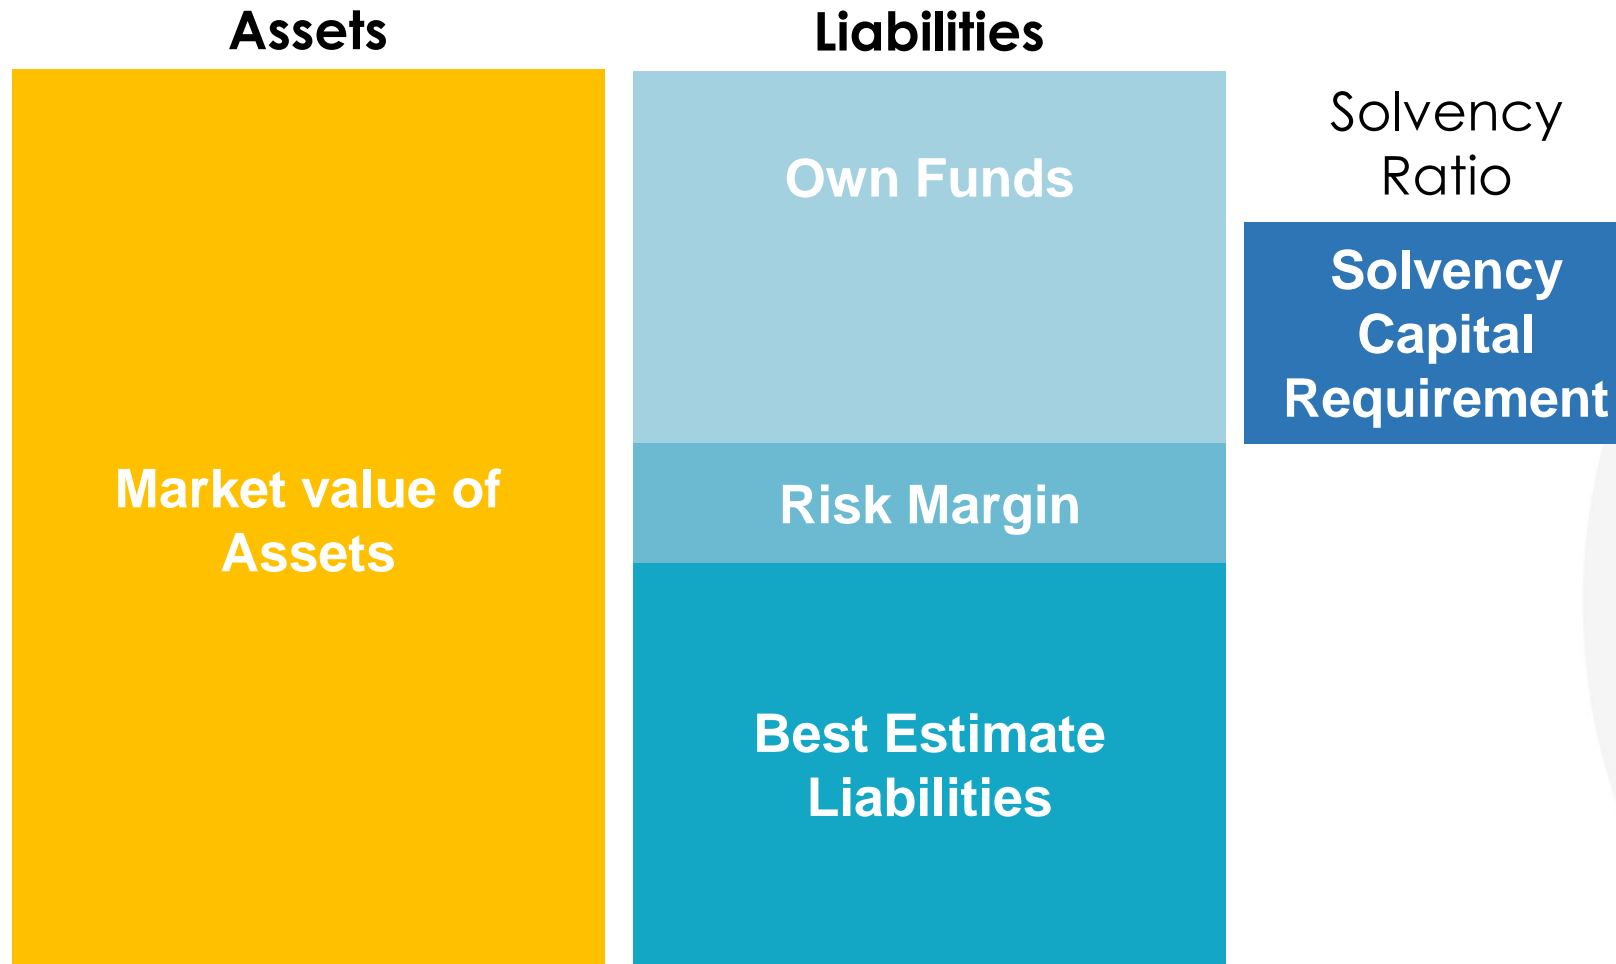 Assets
Market value of
Assets
Liabilities
Own Funds
Risk Margin
Best Estimate
Liabilities
Solvency
Ratio
Solvency
Capital
Requirement